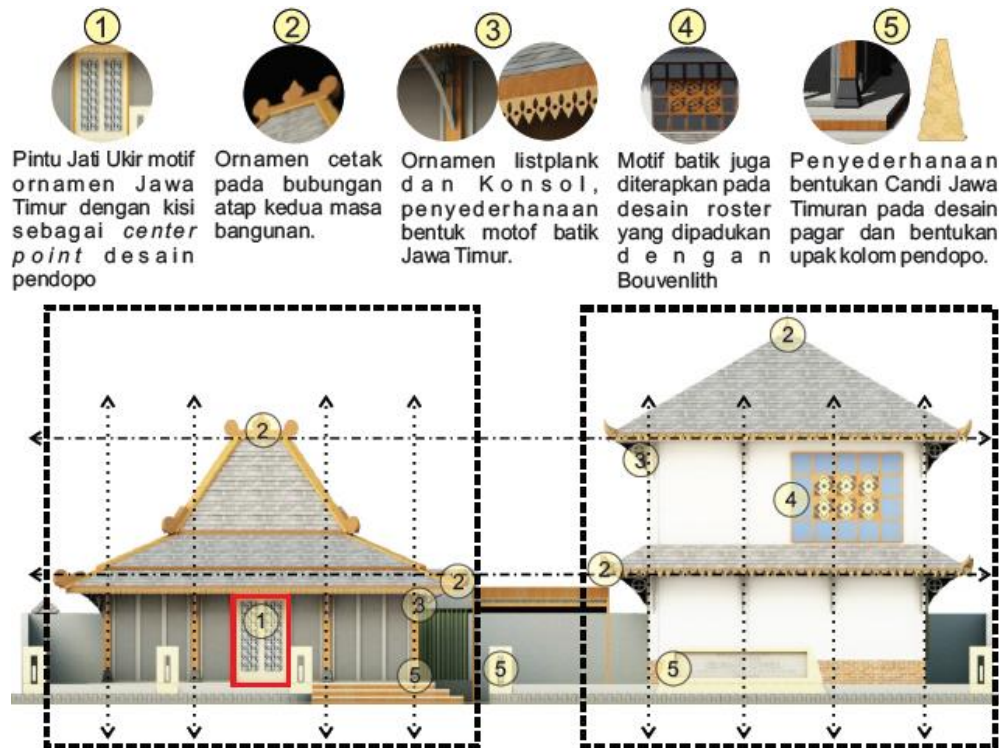 1
Pintu Jati Ukir motif
ornamen Jawa
Timur dengan kisi
sebagai center
point desain
pendopo
2
Ornamen cetak
pada bubungan
atap kedua masa
bangunan.
3
Ornamen listplank
dan Konsol,
penyederhanaan
bentuk motof batik
Jawa Timur.
4
Motif batik juga
diterapkan pada
desain roster
yang dipadukan
dengan
Bouvenlith
5
Penyederhanaan
bentukan Candi Jawa
Timuran pada desain
pagar dan bentukan
upak kolom pendopo.
2
2
3
4
2
2
3
1
5
5
5